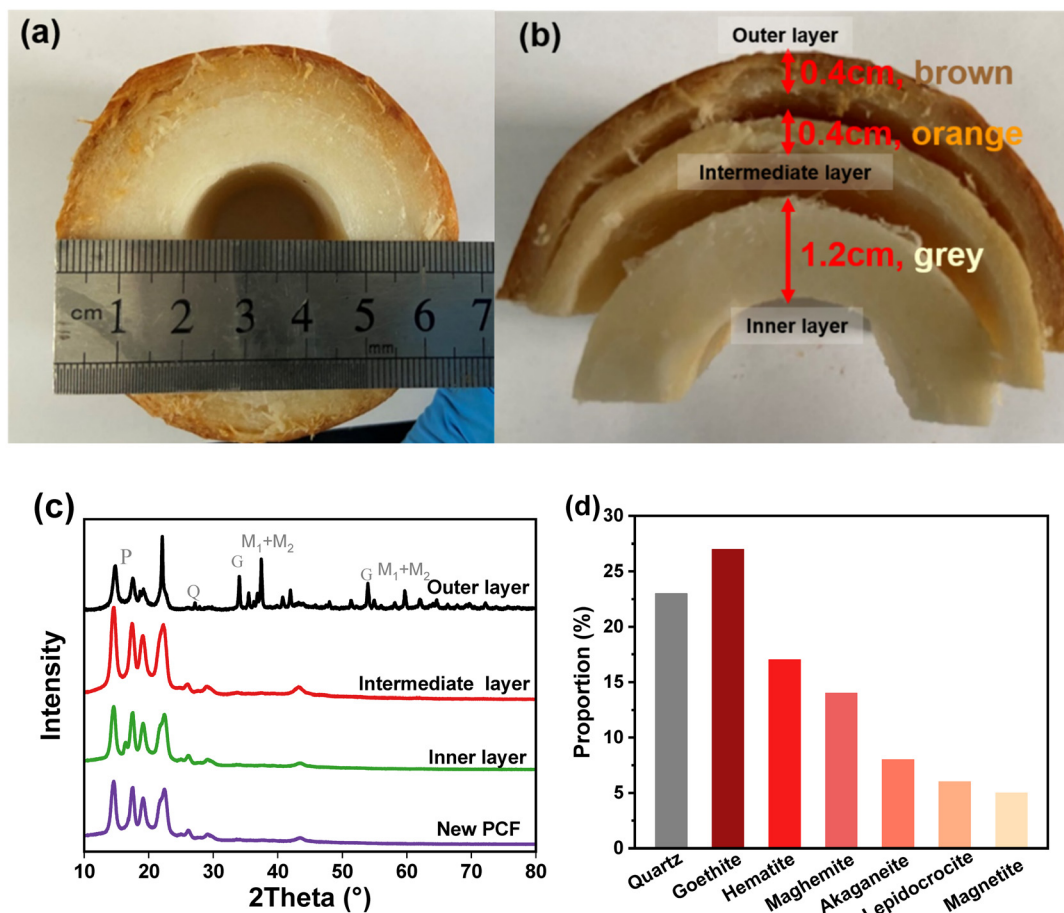 (a)
cm 1 2 3 4 5 6 7
mm
(b)
Outer layer
0.4cm, brown
0.4cm, orange
Intermediate layer
1.2cm, grey
Inner layer
(c)
Intensity
P
Q
G
M₁+M₂
G
M₁+M₂
Outer layer
Intermediate layer
Inner layer
New PCF
10 20 30 40 50 60 70 80
2Theta (°)
(d)
Proportion (%)
30
25
20
15
10
5
0
Quartz
Goethite
Hematite
Maghemite
Akaganeite
Lepidocrocite
Magnetite